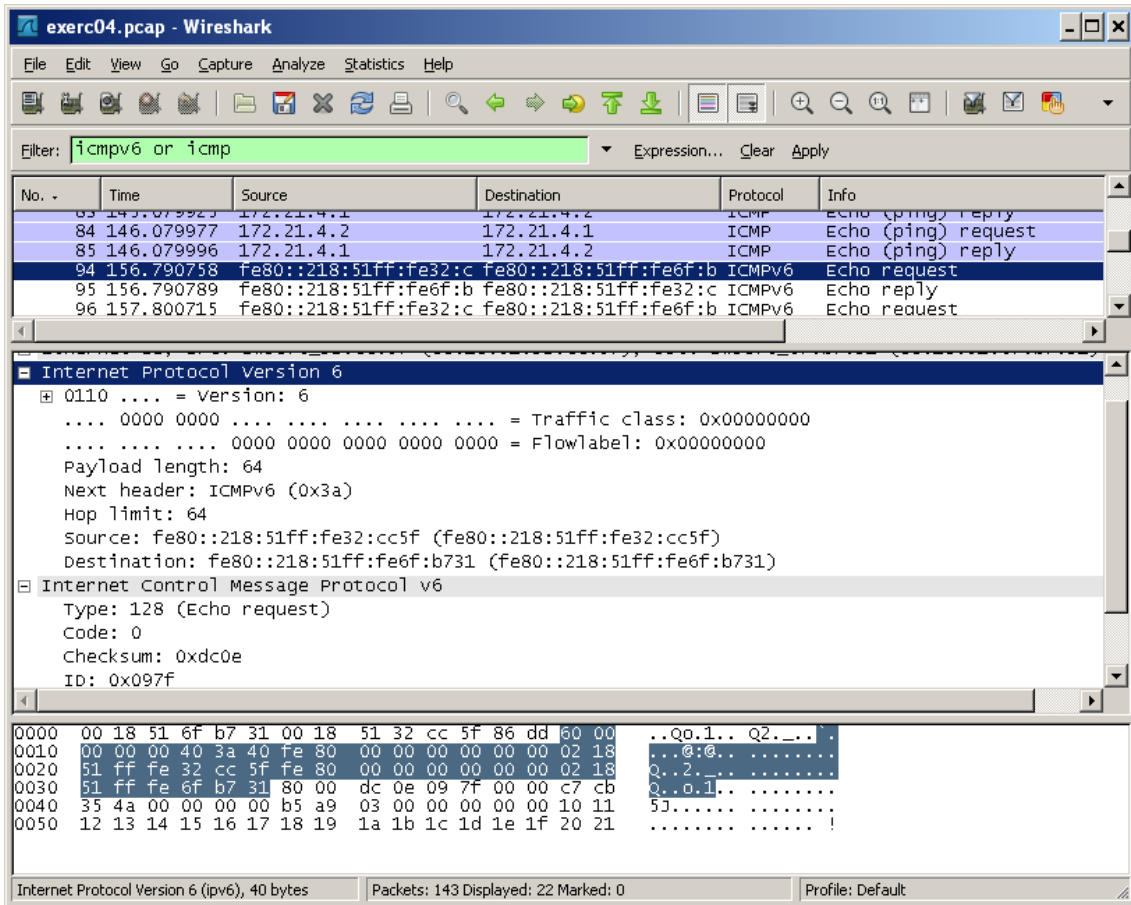 exerc04.pcap - Wireshark
File Edit View Go Capture Analyze Statistics Help
Filter: icmpv6 or icmp Expression... Clear Apply
No. Time Source Destination Protocol Info
83 145.079925 172.21.4.1 172.21.4.2 ICMP Echo (ping) reply
84 146.079977 172.21.4.2 172.21.4.1 ICMP Echo (ping) request
85 146.079996 172.21.4.1 172.21.4.2 ICMP Echo (ping) reply
94 156.790758 fe80::218:51ff:fe32:c fe80::218:51ff:fe6f:b ICMPv6 Echo request
95 156.790789 fe80::218:51ff:fe6f:b fe80::218:51ff:fe32:c ICMPv6 Echo reply
96 157.800715 fe80::218:51ff:fe32:c fe80::218:51ff:fe6f:b ICMPv6 Echo request
Internet Protocol Version 6
0110 .... = Version: 6
.... 0000 0000 .... .... .... .... .... = Traffic class: 0x00000000
.... .... .... 0000 0000 0000 0000 0000 = Flowlabel: 0x00000000
Payload length: 64
Next header: ICMPv6 (0x3a)
Hop limit: 64
Source: fe80::218:51ff:fe32:cc5f (fe80::218:51ff:fe32:cc5f)
Destination: fe80::218:51ff:fe6f:b731 (fe80::218:51ff:fe6f:b731)
Internet Control Message Protocol v6
Type: 128 (Echo request)
Code: 0
Checksum: 0xdc0e
ID: 0x097f
0000 00 18 51 6f b7 31 00 18 51 32 cc 5f 86 dd 60 00 ..Qo.1.. Q2._..`.
0010 00 00 00 40 3a 40 fe 80 00 00 00 00 00 00 02 18 ...@:@.. ........
0020 51 ff fe 32 cc 5f fe 80 00 00 00 00 00 00 02 18 Q..2._.. ........
0030 51 ff fe 6f b7 31 80 00 dc 0e 09 7f 00 00 c7 cb Q..o.1.. ........
0040 35 4a 00 00 00 00 b5 a9 03 00 00 00 00 00 10 11 5J...... ........
0050 12 13 14 15 16 17 18 19 1a 1b 1c 1d 1e 1f 20 21 ........ ...... !
Internet Protocol Version 6 (ipv6), 40 bytes Packets: 143 Displayed: 22 Marked: 0 Profile: Default